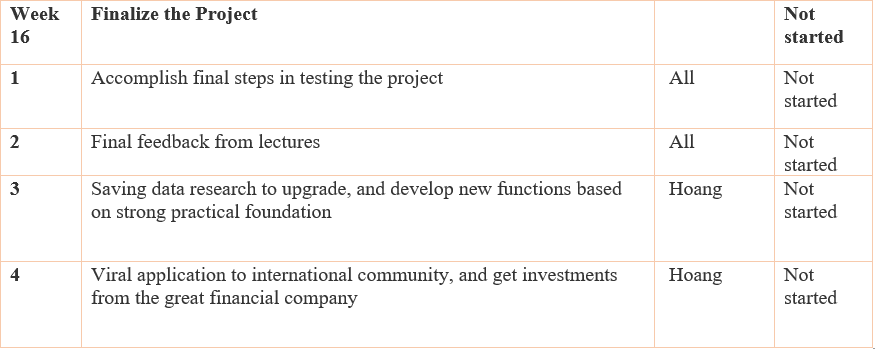 Week Finalize the Project Not
16 started
1 Accomplish final steps in testing the project All Not
started
2 Final feedback from lectures All Not
started
3 Saving data research to upgrade, and develop new functions based Hoang Not
on strong practical foundation started
4 Viral application to international community, and get investments Hoang Not
from the great financial company started